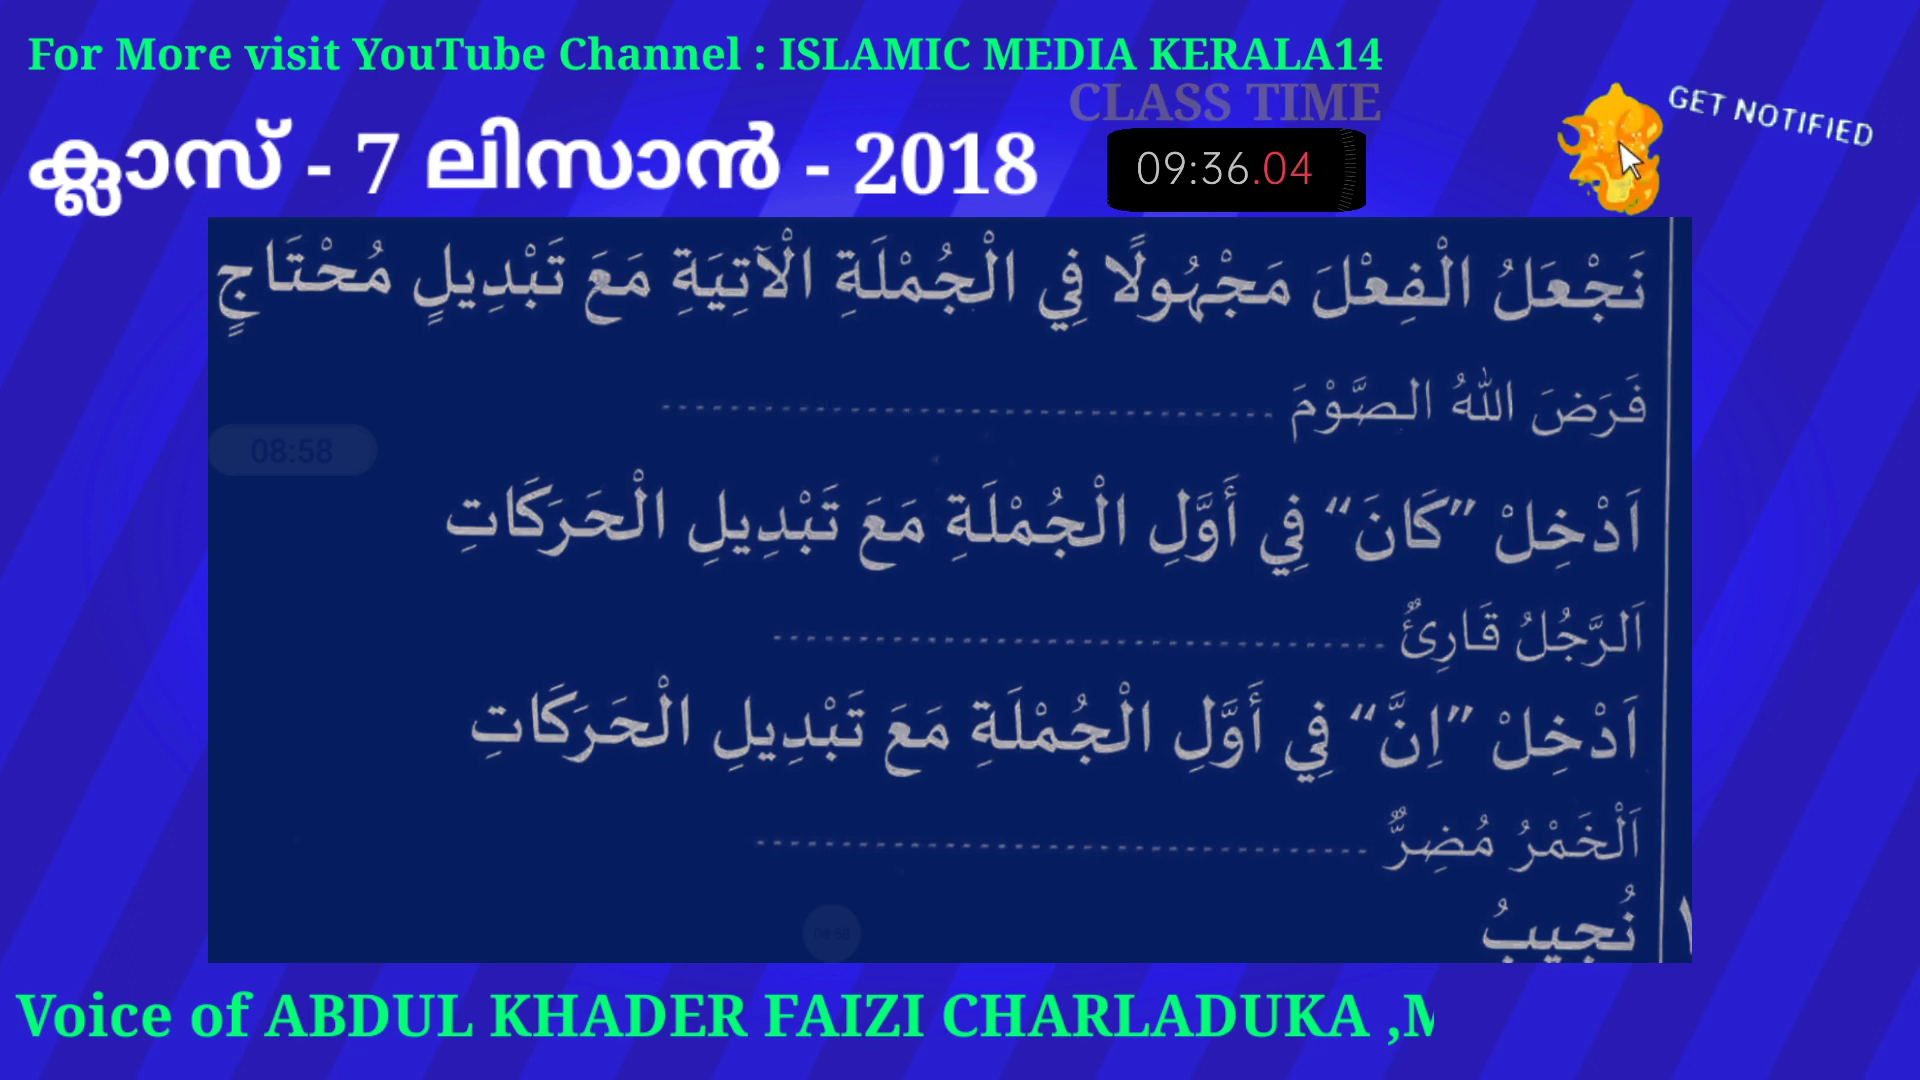 For More visit YouTube Channel : ISLAMIC MEDIA KERALA14
CLASS TIME
ക്ലാസ് - 7 ലിസാൻ - 2018
09:36.04
GET NOTIFIED
نَجْعَلُ الْفِعْلَ مَجْهُولًا فِي الْجُمْلَةِ الْآتِيَةِ مَعَ تَبْدِيلٍ مُحْتَاجٍ
فَرَضَ اللّٰهُ الصَّوْمَ ........................
08:58
اَدْخِلْ ”كَانَ“ فِي أَوَّلِ الْجُمْلَةِ مَعَ تَبْدِيلِ الْحَرَكَاتِ
اَلرَّجُلُ قَارِئٌ ........................
اَدْخِلْ ”اِنَّ“ فِي أَوَّلِ الْجُمْلَةِ مَعَ تَبْدِيلِ الْحَرَكَاتِ
اَلْخَمْرُ مُضِرٌّ ........................
نُجِيبُ
Voice of ABDUL KHADER FAIZI CHARLADUKA ,M